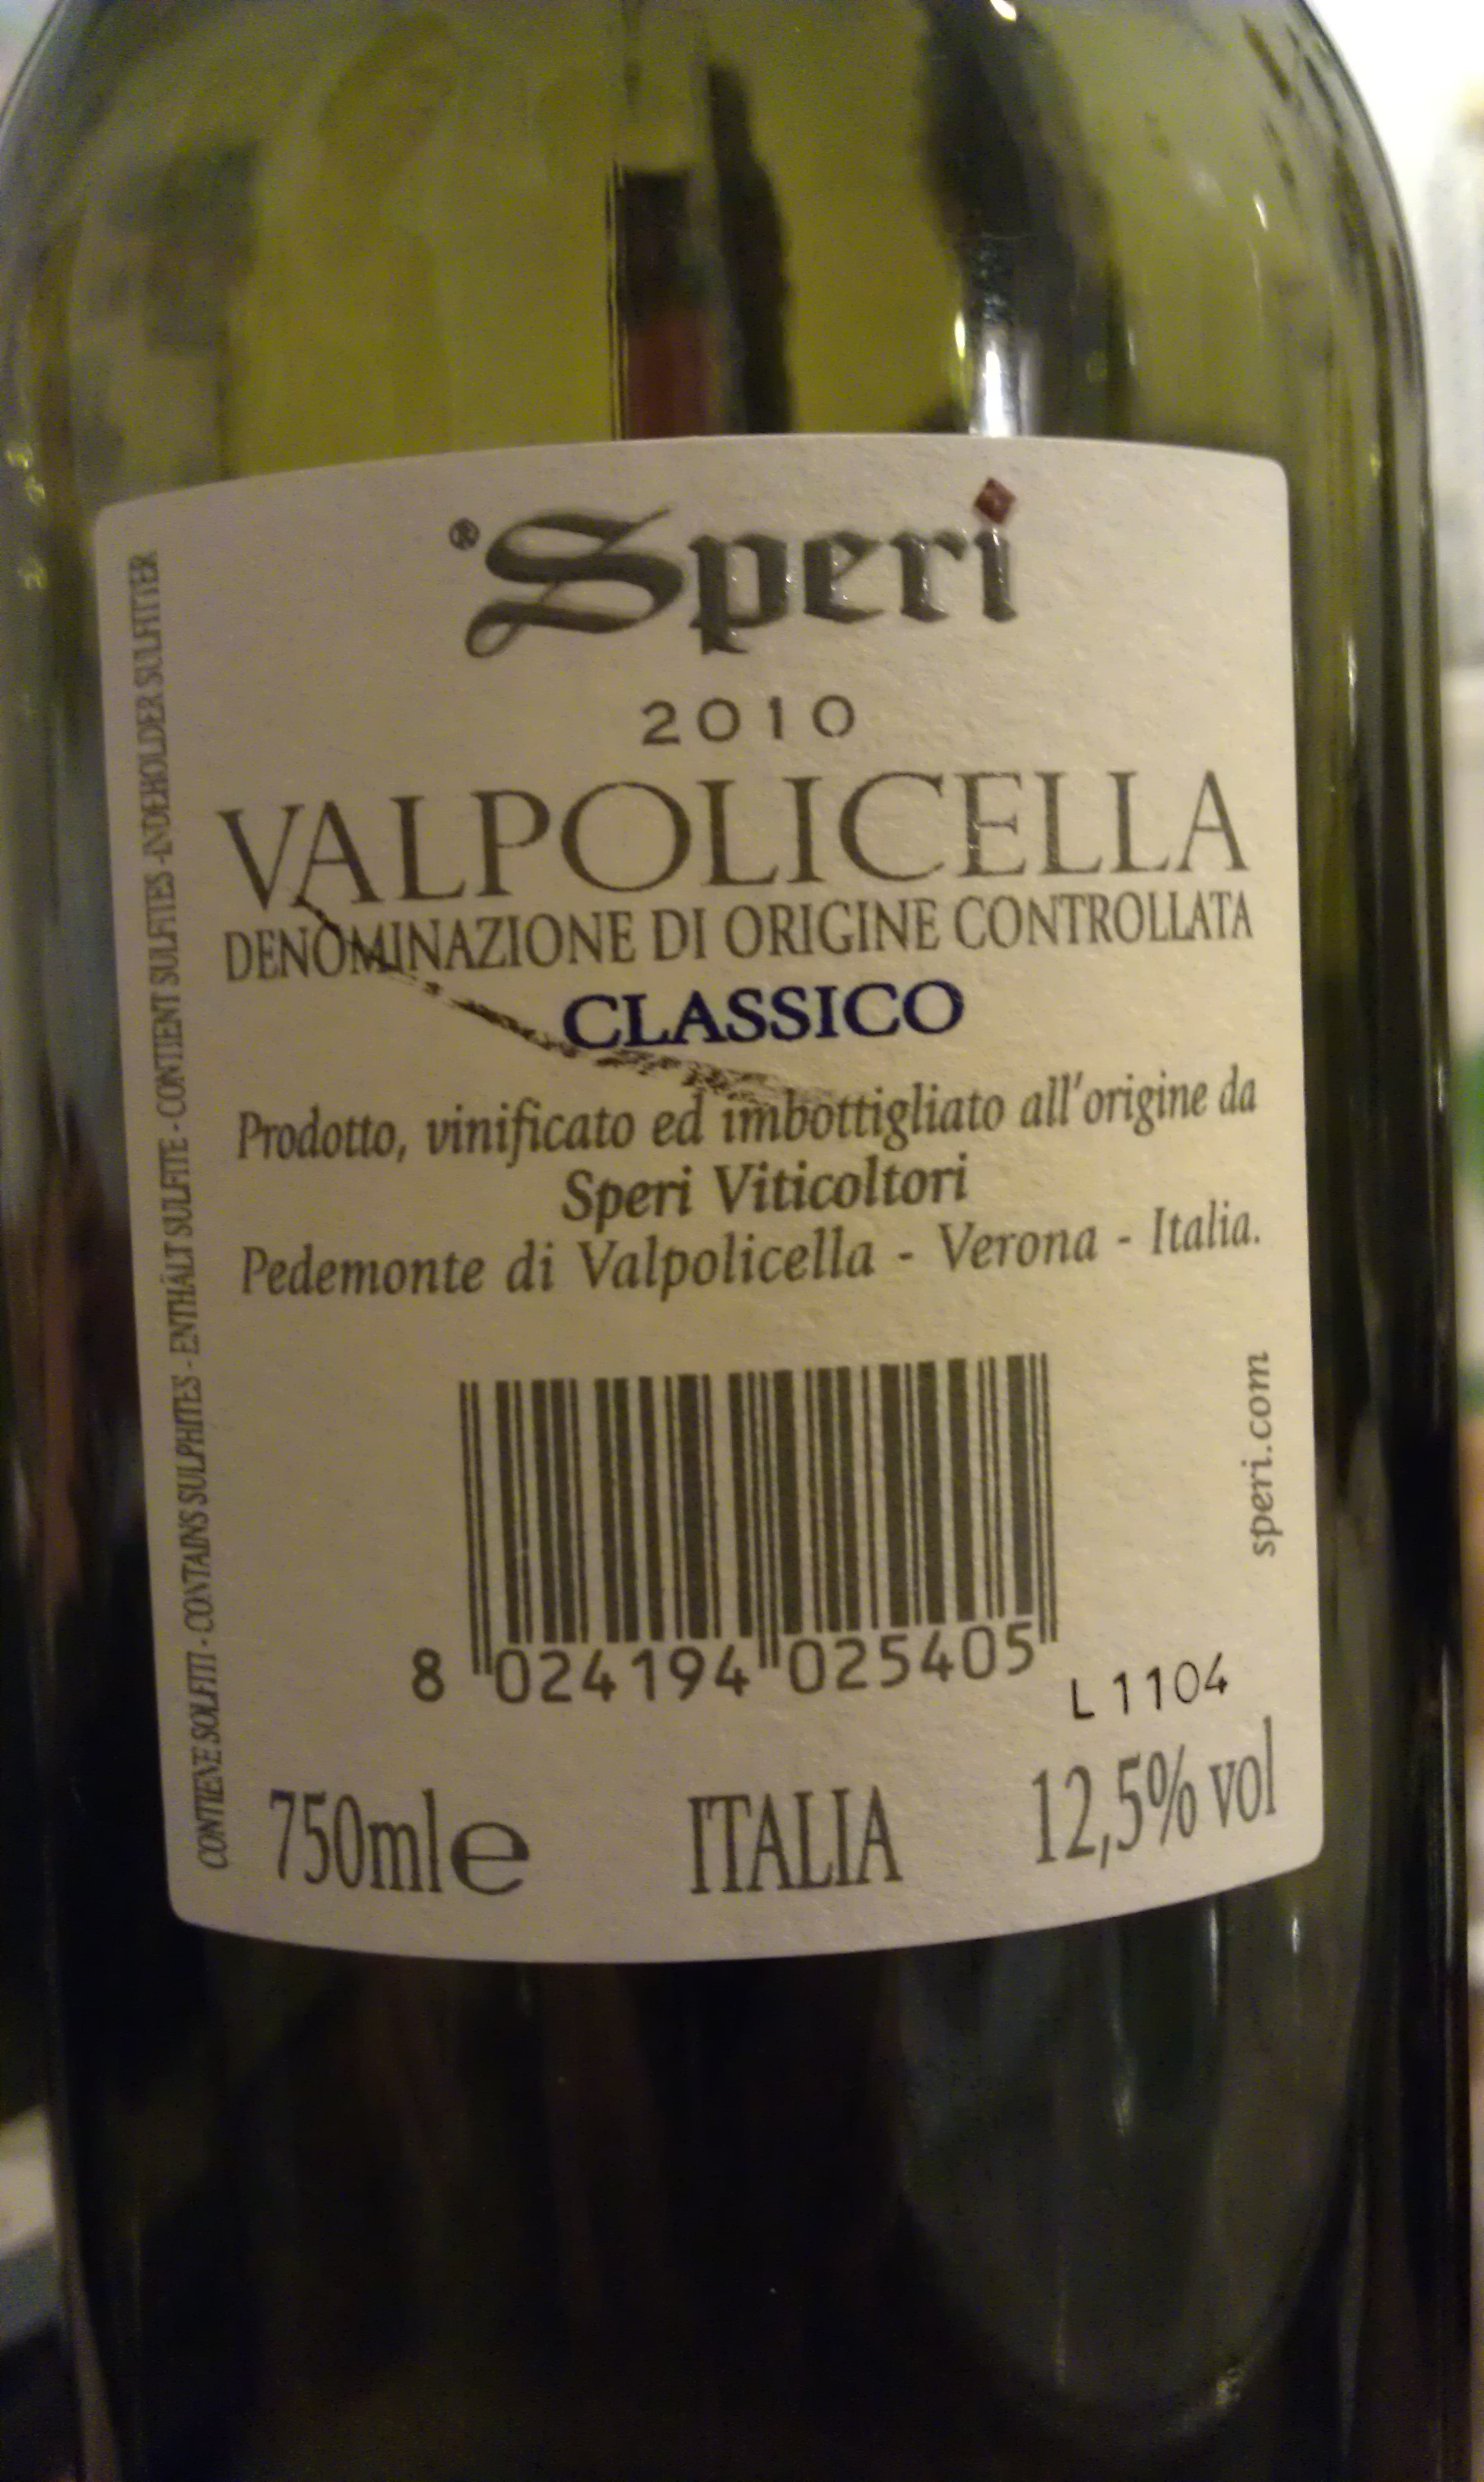 ® Speri
2010
VALPOLICELLA
DENOMINAZIONE DI ORIGINE CONTROLLATA
CLASSICO
Prodotto, vinificato ed imbottigliato all'origine da
Speri Viticoltori
Pedemonte di Valpolicella - Verona - Italia.
8 024194 025405
L 1104
750ml e ITALIA 12,5% vol
CONTIENE SOLFITI - CONTAINS SULPHITES - ENTHÄLT SULFITE - CONTIENT SULFITES - INDEHOLDER SULFITTER
speri.com